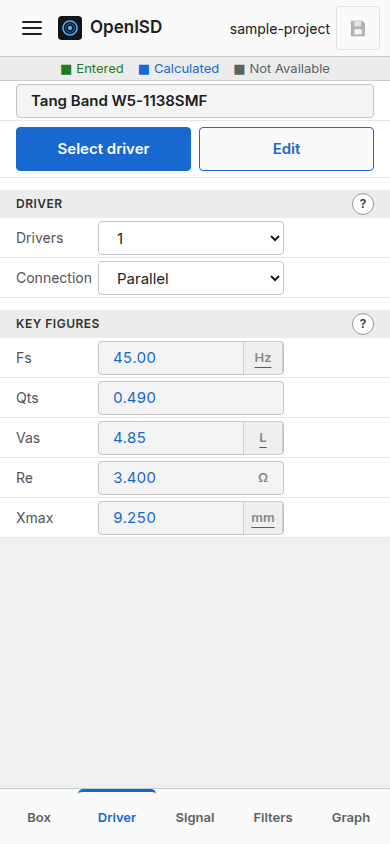 OpenISD
sample-project
Entered Calculated Not Available
Tang Band W5-1138SMF
Select driver Edit
DRIVER ?
Drivers 1
Connection Parallel
KEY FIGURES ?
Fs 45.00 Hz
Qts 0.490
Vas 4.85 L
Re 3.400 Ω
Xmax 9.250 mm
Box Driver Signal Filters Graph